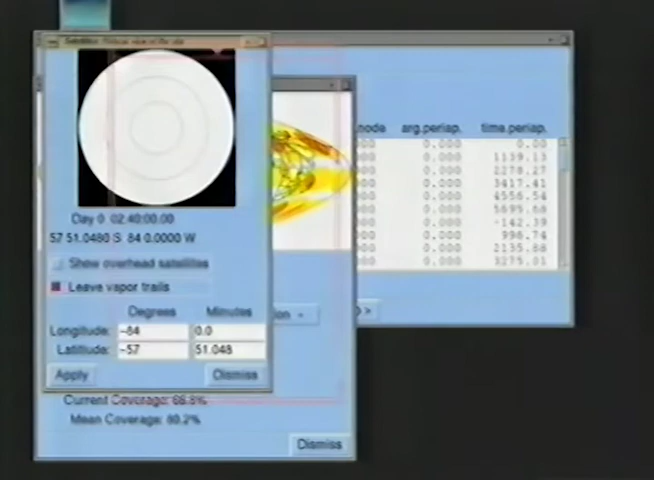 Day 0 02:40:00.00
57 51.0480 S 84 0.0000 W
Show overhead satellites
Leave vapor trails
Degrees Minutes
Longitude: -84 0.0
Latitude: -57 51.048
Apply Dismiss
Current Coverage: 66.8%
Mean Coverage: 80.2%
Dismiss
node arg.periap. time.periap.
0.000 0.00
0.000 1139.13
0.000 2278.27
0.000 3417.41
0.000 4556.54
0.000 5695.68
0.000 -142.39
0.000 996.74
0.000 2135.88
0.000 3275.01